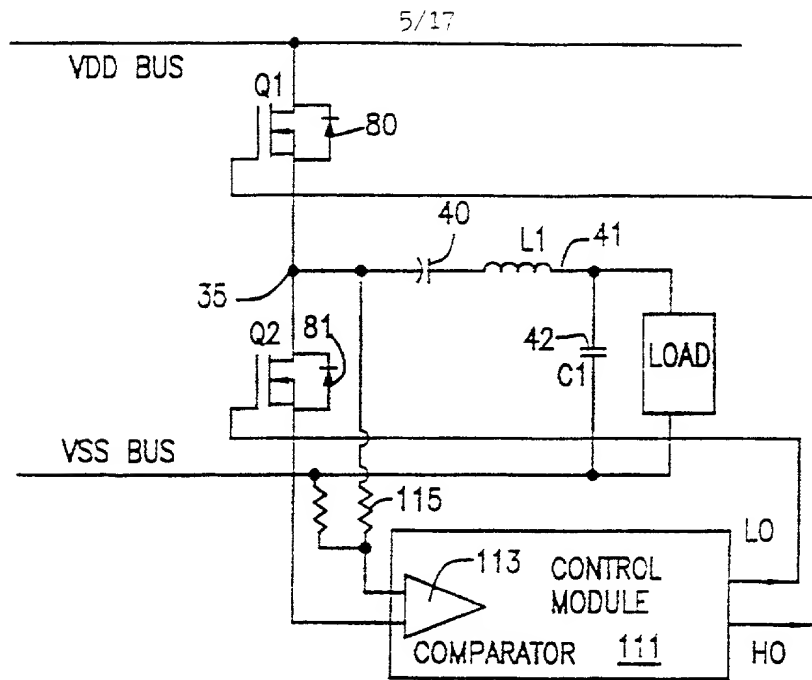 5/17
VDD BUS
Q1
80
40
L1
41
35
Q2
81
42
C1
LOAD
VSS BUS
115
LO
113
CONTROL
MODULE
COMPARATOR 111
HO